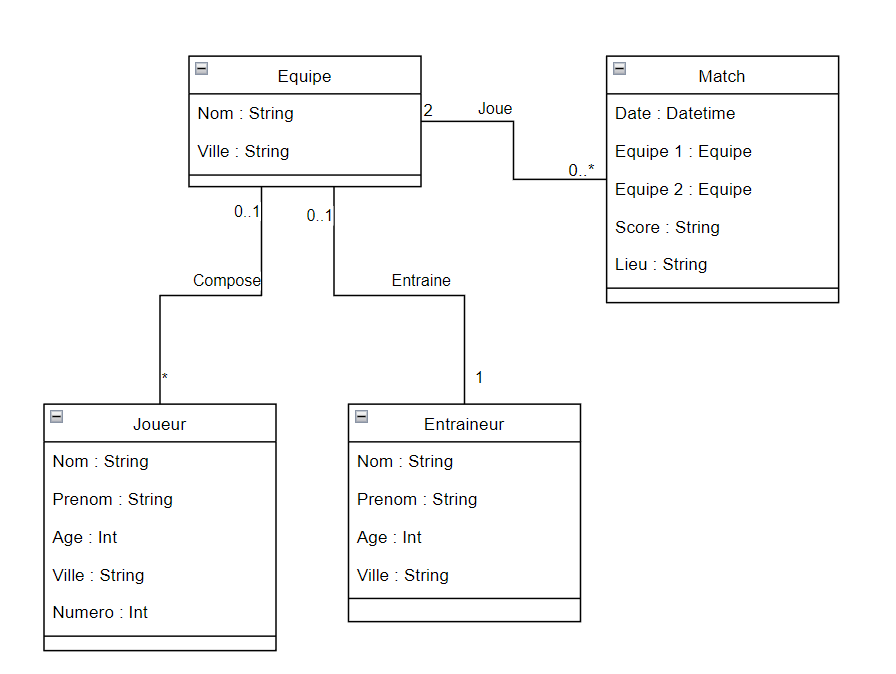 Equipe
Nom : String
Ville : String
2
Joue
0..*
Match
Date : Datetime
Equipe 1 : Equipe
Equipe 2 : Equipe
Score : String
Lieu : String
0..1
0..1
Compose
Entraine
*
1
Joueur
Nom : String
Prenom : String
Age : Int
Ville : String
Numero : Int
Entraineur
Nom : String
Prenom : String
Age : Int
Ville : String